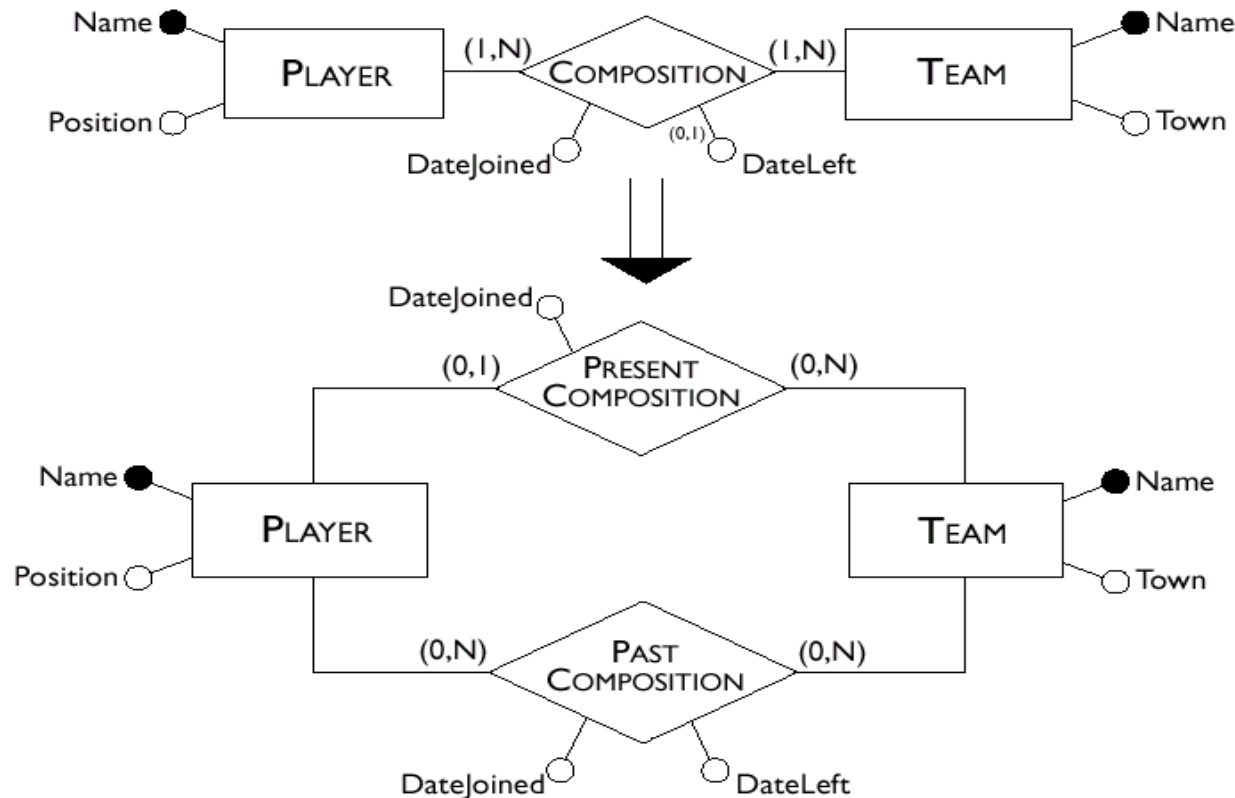 Name
(1,N)
(1,N)
Name
PLAYER
COMPOSITION
TEAM
Position
(0,1)
Town
DateJoined
DateLeft
DateJoined
(0,1)
PRESENT
COMPOSITION
(0,N)
Name
Name
PLAYER
TEAM
Position
Town
(0,N)
PAST
COMPOSITION
(0,N)
DateJoined
DateLeft